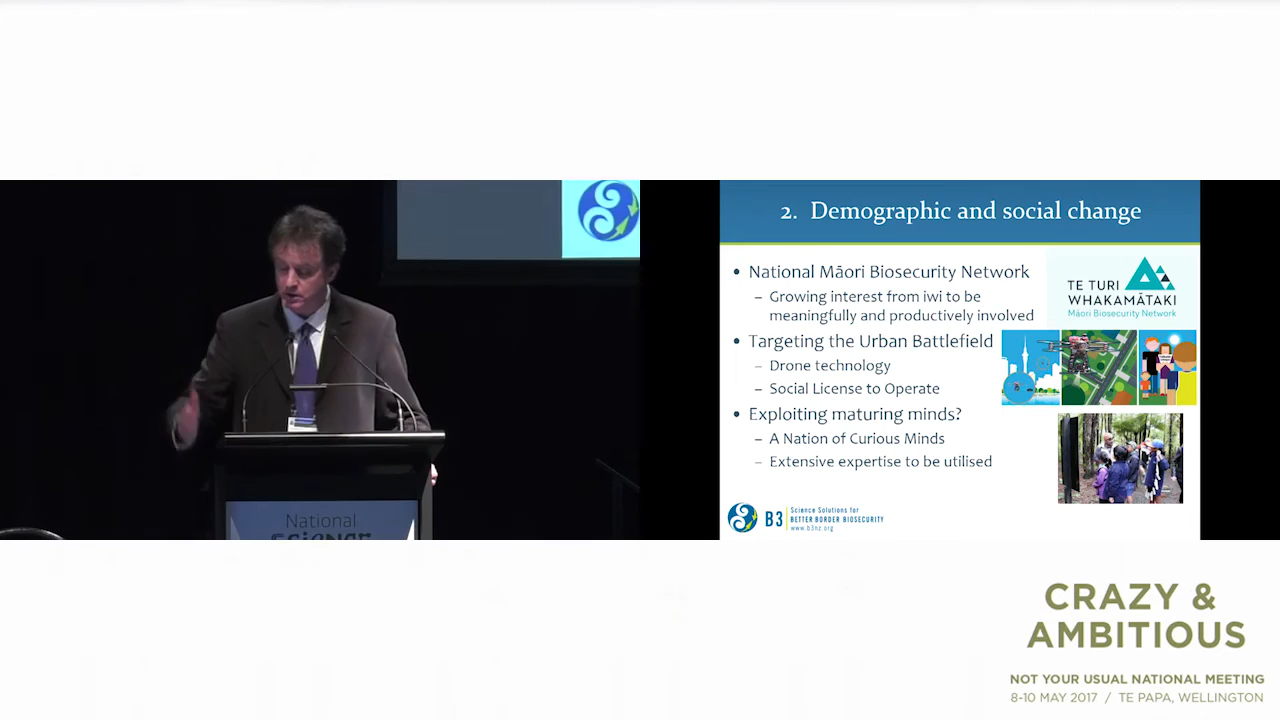 National
Science
2. Demographic and social change
• National Māori Biosecurity Network
– Growing interest from iwi to be
meaningfully and productively involved
• Targeting the Urban Battlefield
– Drone technology
– Social License to Operate
• Exploiting maturing minds?
– A Nation of Curious Minds
– Extensive expertise to be utilised
TE TURI
WHAKAMĀTAKI
Māori Biosecurity Network
B3
Science Solutions for
BETTER BORDER BIOSECURITY
www.b3nz.org
CRAZY &
AMBITIOUS
NOT YOUR USUAL NATIONAL MEETING
8-10 MAY 2017 / TE PAPA, WELLINGTON